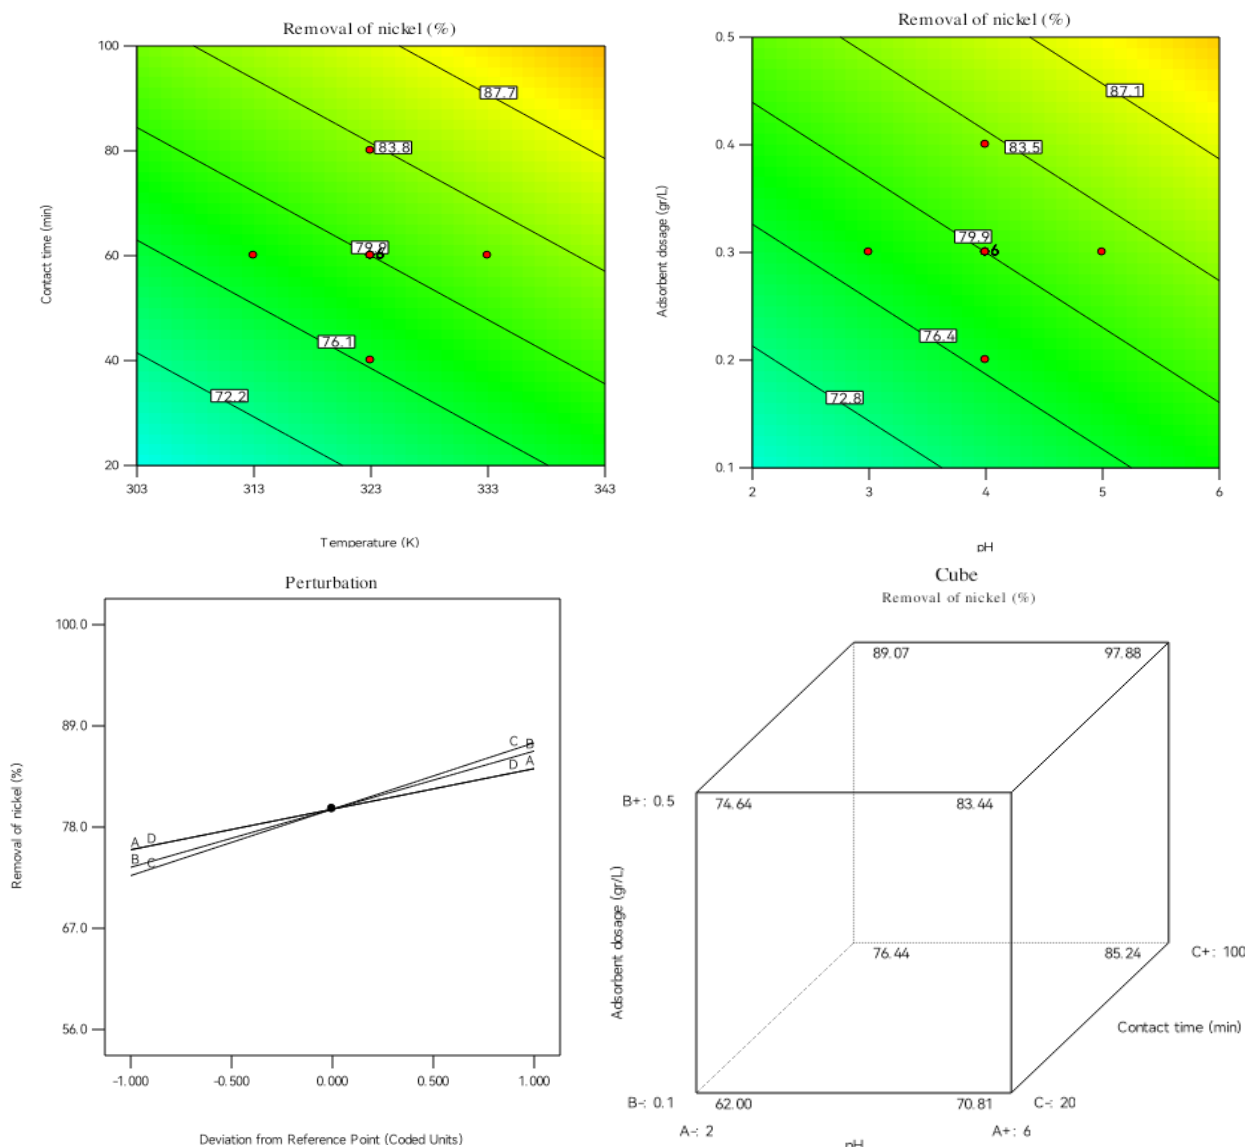 Removal of nickel (%)
100
80
60
40
20
Contact time (min)
87.7
83.8
79.9
6
76.1
72.2
303
313
323
333
343
Temperature (K)
Removal of nickel (%)
0.5
0.4
0.3
0.2
0.1
Adsorbent dosage (gr/L)
87.1
83.5
79.9
6
76.4
72.8
2
3
4
5
6
pH
Perturbation
100.0
89.0
78.0
67.0
56.0
Removal of nickel (%)
C B
D A
A D
B C
-1.000
-0.500
0.000
0.500
1.000
Deviation from Reference Point (Coded Units)
Cube
Removal of nickel (%)
89.07
97.88
B+: 0.5
74.64
83.44
Adsorbent dosage (gr/L)
76.44
85.24
C+: 100
Contact time (min)
B-: 0.1
62.00
70.81
C-: 20
A-: 2
A+: 6
pH